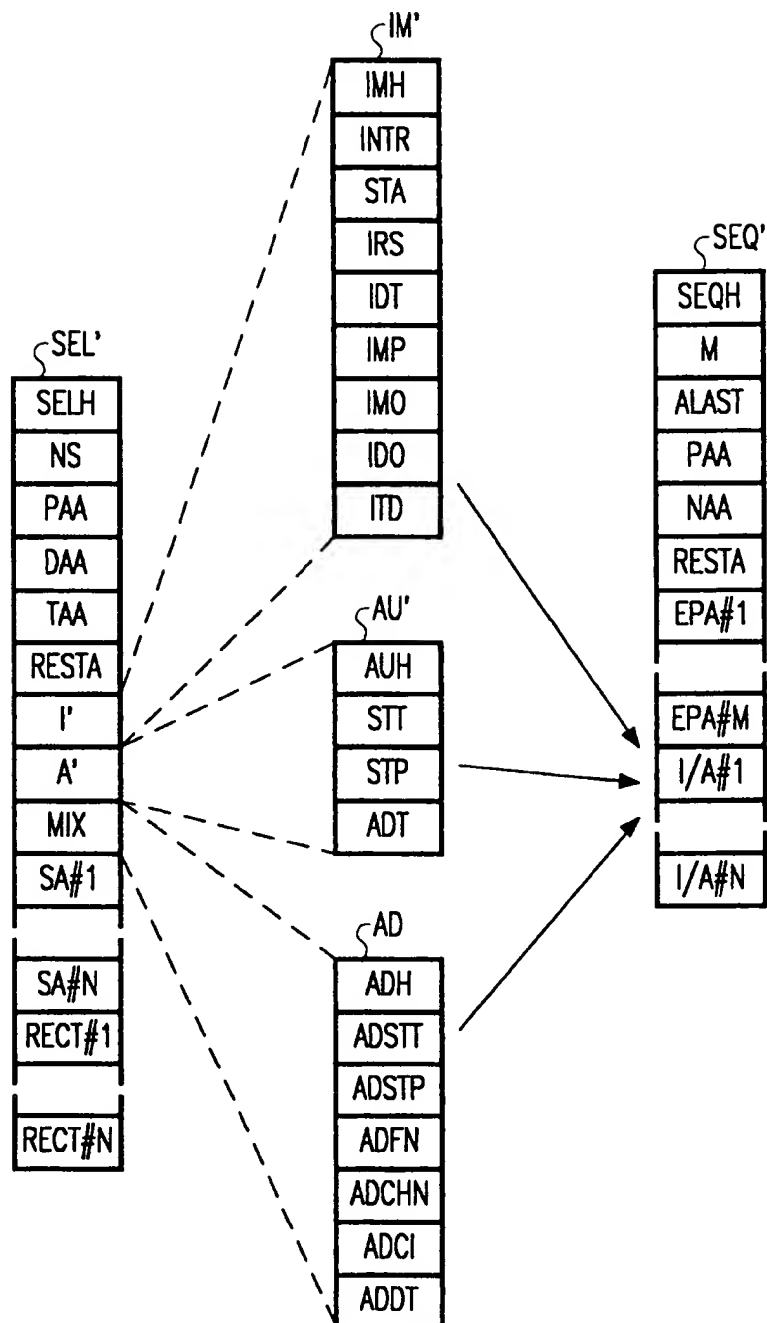 IM'
IMH
INTR
STA
IRS
IDT
IMP
IMO
IDO
ITD
SEL'
SELH
NS
PAA
DAA
TAA
RESTA
I'
A'
MIX
SA#1
SA#N
RECT#1
RECT#N
AU'
AUH
STT
STP
ADT
AD
ADH
ADSTT
ADSTP
ADFN
ADCHN
ADCI
ADDT
SEQ'
SEQH
M
ALAST
PAA
NAA
RESTA
EPA#1
EPA#M
I/A#1
I/A#N